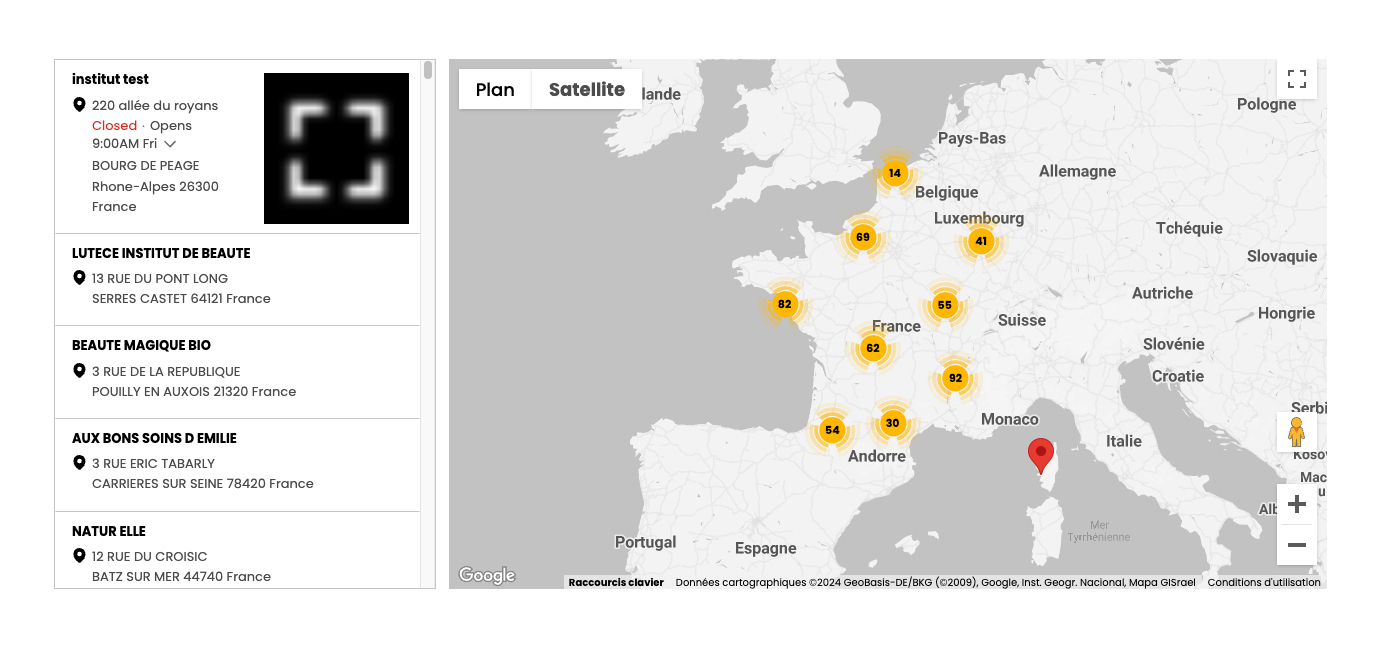 institut test
220 allée du royans
Closed · Opens
9:00AM Fri
BOURG DE PEAGE
Rhone-Alpes 26300
France
LUTECE INSTITUT DE BEAUTE
13 RUE DU PONT LONG
SERRES CASTET 64121 France
BEAUTE MAGIQUE BIO
3 RUE DE LA REPUBLIQUE
POUILLY EN AUXOIS 21320 France
AUX BONS SOINS D EMILIE
3 RUE ERIC TABARLY
CARRIERES SUR SEINE 78420 France
NATUR ELLE
12 RUE DU CROISIC
BATZ SUR MER 44740 France
Plan
Satellite
lande
Pologne
Pays-Bas
Allemagne
14
Belgique
Luxembourg
Tchéquie
69
41
Slovaquie
Autriche
82
55
Hongrie
France
Suisse
62
Slovénie
92
Croatie
Serbi
Monaco
54
30
Italie
Andorre
Kosov
Mac
u
Alb
Mer
Tyrrhénienne
Portugal
Espagne
Google
Raccourcis clavier
Données cartographiques ©2024 GeoBasis-DE/BKG (©2009), Google, Inst. Geogr. Nacional, Mapa GISrael
Conditions d'utilisation